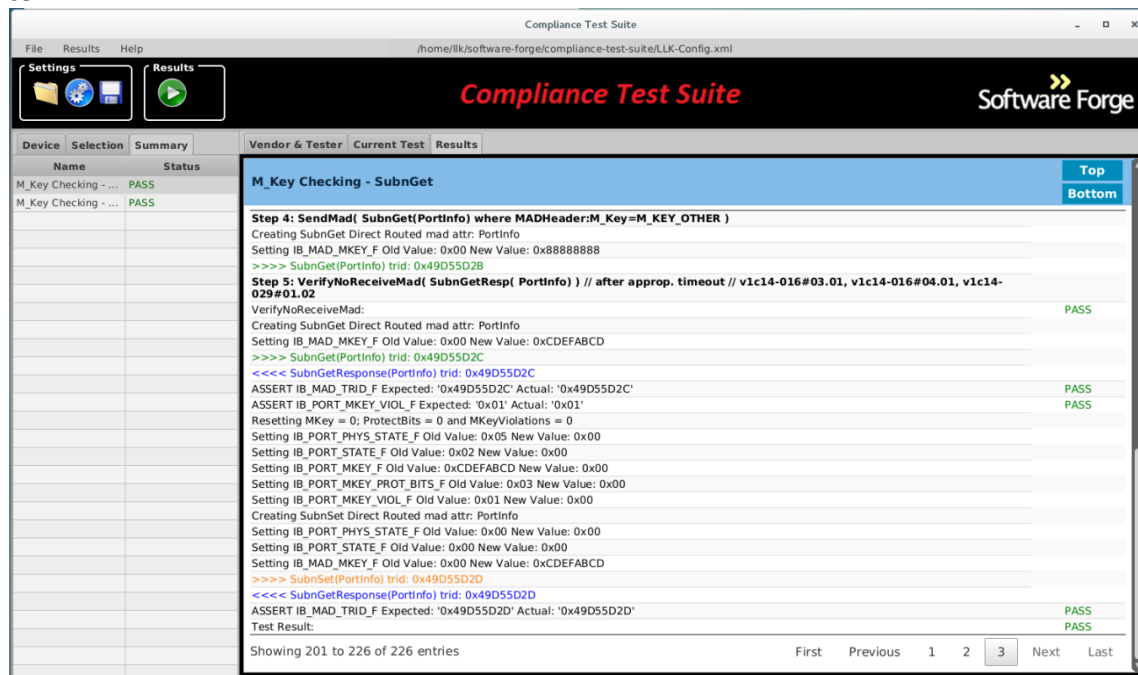 Compliance Test Suite
File Results Help /home/llk/software-forge/compliance-test-suite/LLK-Config.xml
Settings Results
Compliance Test Suite
Software Forge
Device Selection Summary
Vendor & Tester Current Test Results
Name Status
M_Key Checking - ... PASS
M_Key Checking - ... PASS
M_Key Checking - SubnGet
Top
Bottom
Step 4: SendMad( SubnGet(PortInfo) where MADHeader:M_Key=M_KEY_OTHER )
Creating SubnGet Direct Routed mad attr: PortInfo
Setting IB_MAD_MKEY_F Old Value: 0x00 New Value: 0x88888888
>>>> SubnGet(PortInfo) trid: 0x49D55D2B
Step 5: VerifyNoReceiveMad( SubnGetResp( PortInfo) ) // after approp. timeout // v1c14-016#03.01, v1c14-016#04.01, v1c14-
029#01.02
VerifyNoReceiveMad: PASS
Creating SubnGet Direct Routed mad attr: PortInfo
Setting IB_MAD_MKEY_F Old Value: 0x00 New Value: 0xCDEFABCD
>>>> SubnGet(PortInfo) trid: 0x49D55D2C
<<<< SubnGetResponse(PortInfo) trid: 0x49D55D2C
ASSERT IB_MAD_TRID_F Expected: '0x49D55D2C' Actual: '0x49D55D2C' PASS
ASSERT IB_PORT_MKEY_VIOL_F Expected: '0x01' Actual: '0x01' PASS
Resetting MKey = 0; ProtectBits = 0 and MKeyViolations = 0
Setting IB_PORT_PHYS_STATE_F Old Value: 0x05 New Value: 0x00
Setting IB_PORT_STATE_F Old Value: 0x02 New Value: 0x00
Setting IB_PORT_MKEY_F Old Value: 0xCDEFABCD New Value: 0x00
Setting IB_PORT_MKEY_PROT_BITS_F Old Value: 0x03 New Value: 0x00
Setting IB_PORT_MKEY_VIOL_F Old Value: 0x01 New Value: 0x00
Creating SubnSet Direct Routed mad attr: PortInfo
Setting IB_PORT_PHYS_STATE_F Old Value: 0x00 New Value: 0x00
Setting IB_PORT_STATE_F Old Value: 0x00 New Value: 0x00
Setting IB_MAD_MKEY_F Old Value: 0x00 New Value: 0xCDEFABCD
>>>> SubnSet(PortInfo) trid: 0x49D55D2D
<<<< SubnGetResponse(PortInfo) trid: 0x49D55D2D
ASSERT IB_MAD_TRID_F Expected: '0x49D55D2D' Actual: '0x49D55D2D' PASS
Test Result: PASS
Showing 201 to 226 of 226 entries First Previous 1 2 3 Next Last